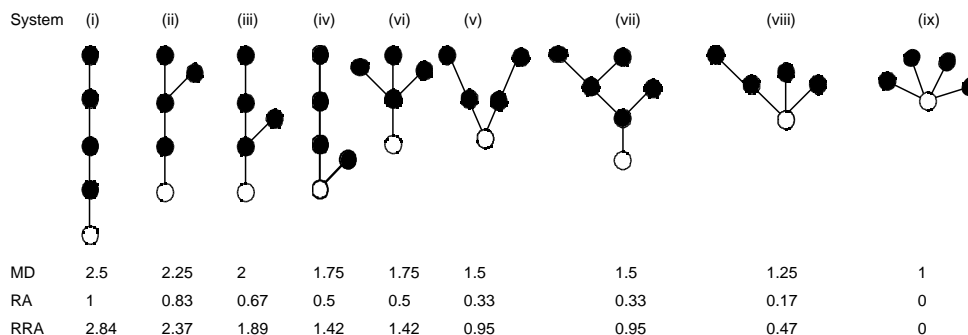 System (i) (ii) (iii) (iv) (vi) (v) (vii) (viii) (ix)
MD 2.5 2.25 2 1.75 1.75 1.5 1.5 1.25 1
RA 1 0.83 0.67 0.5 0.5 0.33 0.33 0.17 0
RRA 2.84 2.37 1.89 1.42 1.42 0.95 0.95 0.47 0